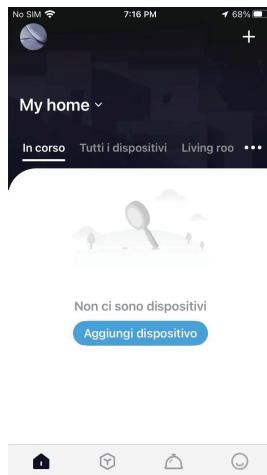 No SIM 7:16 PM 68%
My home
In corso Tutti i dispositivi Living roo
Non ci sono dispositivi
Aggiungi dispositivo